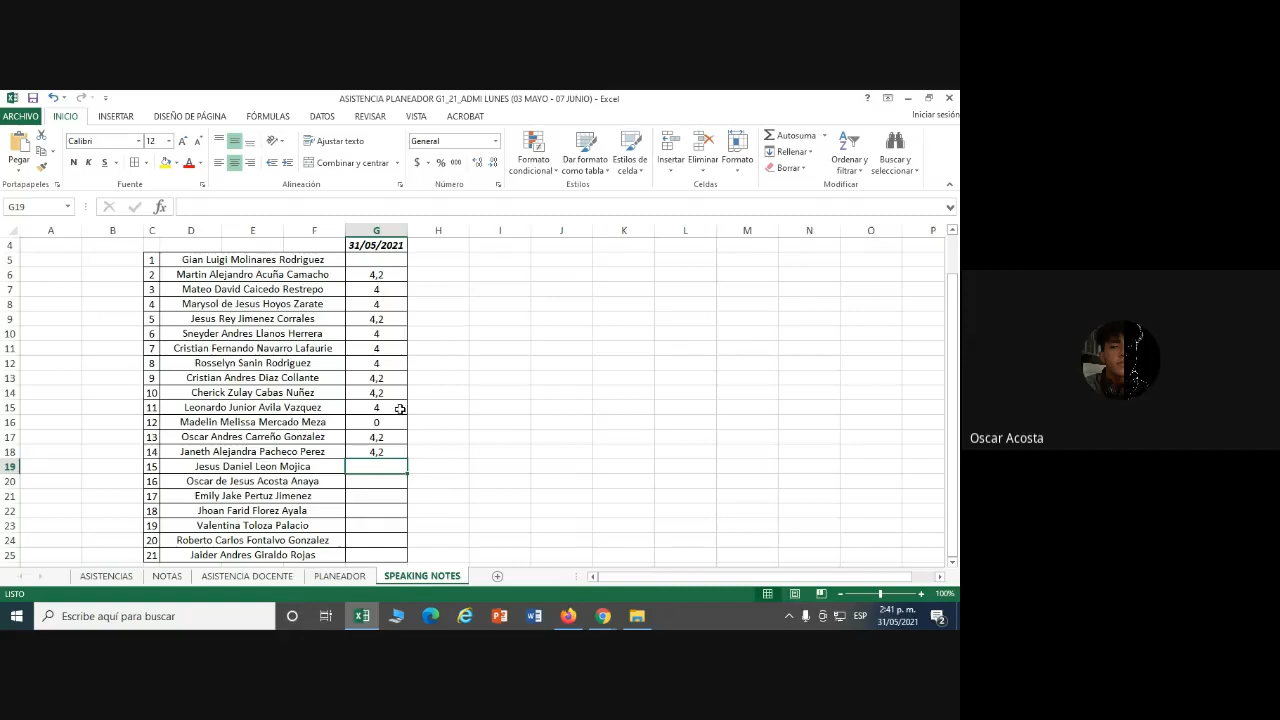 ASISTENCIA PLANEADOR G1_21_ADMI LUNES (03 MAYO - 07 JUNIO) - Excel
ARCHIVO INICIO INSERTAR DISEÑO DE PÁGINA FÓRMULAS DATOS REVISAR VISTA ACROBAT Iniciar sesión
Pegar
Calibri 12
N K S
Ajustar texto
Combinar y centrar
General
$ % 000
Formato condicional
Dar formato como tabla
Estilos de celda
Insertar Eliminar Formato
Autosuma
Rellenar
Borrar
Ordenar y filtrar
Buscar y seleccionar
Portapapeles Fuente Alineación Número Estilos Celdas Modificar
G19 fx
A B C D E F G H I J K L M N O P
4 31/05/2021
5 1 Gian Luigi Molinares Rodriguez
6 2 Martin Alejandro Acuña Camacho 4,2
7 3 Mateo David Caicedo Restrepo 4
8 4 Marysol de Jesus Hoyos Zarate 4
9 5 Jesus Rey Jimenez Corrales 4,2
10 6 Sneyder Andres Llanos Herrera 4
11 7 Cristian Fernando Navarro Lafaurie 4
12 8 Rosselyn Sanin Rodriguez 4
13 9 Cristian Andres Diaz Collante 4,2
14 10 Cherick Zulay Cabas Nuñez 4,2
15 11 Leonardo Junior Avila Vazquez 4
16 12 Madelin Melissa Mercado Meza 0
17 13 Oscar Andres Carreño Gonzalez 4,2
18 14 Janeth Alejandra Pacheco Perez 4,2
19 15 Jesus Daniel Leon Mojica
20 16 Oscar de Jesus Acosta Anaya
21 17 Emily Jake Pertuz Jimenez
22 18 Jhoan Farid Florez Ayala
23 19 Valentina Toloza Palacio
24 20 Roberto Carlos Fontalvo Gonzalez
25 21 Jaider Andres Giraldo Rojas
ASISTENCIAS NOTAS ASISTENCIA DOCENTE PLANEADOR SPEAKING NOTES
LISTO 100%
Escribe aquí para buscar
ESP
2:41 p. m.
31/05/2021
2
Oscar Acosta